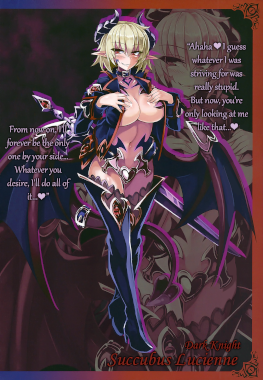 "Ahaha ❤ I guess
whatever I was
striving for was
really stupid.
But now, you're
only looking at me
like that...❤"
From now on, I'll
forever be the only
one by your side...
Whatever you
desire, I'll do all of
it...❤"
Dark Knight
Succubus Lucienne